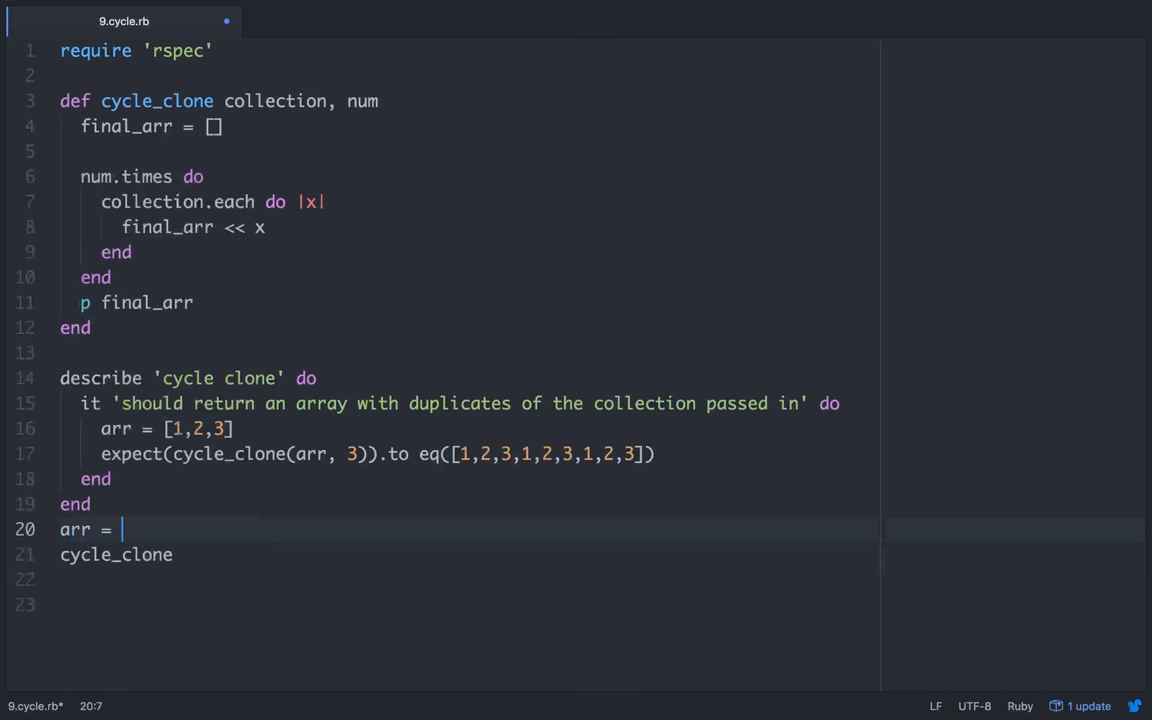 9.cycle.rb
1 require 'rspec'
2
3 def cycle_clone collection, num
4 final_arr = []
5
6 num.times do
7 collection.each do |x|
8 final_arr << x
9 end
10 end
11 p final_arr
12 end
13
14 describe 'cycle clone' do
15 it 'should return an array with duplicates of the collection passed in' do
16 arr = [1,2,3]
17 expect(cycle_clone(arr, 3)).to eq([1,2,3,1,2,3,1,2,3])
18 end
19 end
20 arr =
21 cycle_clone
22
23
9.cycle.rb* 20:7 LF UTF-8 Ruby 1 update